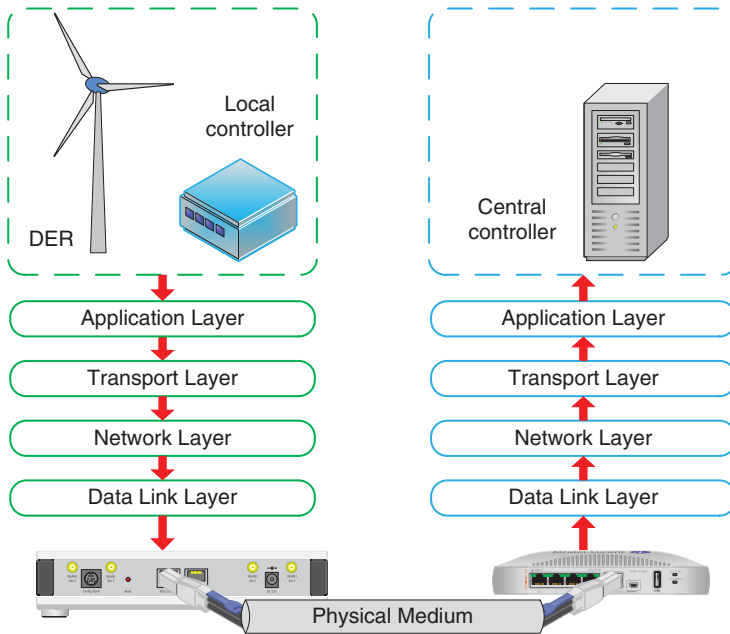 Local
controller
DER
Central
controller
Application Layer
Transport Layer
Network Layer
Data Link Layer
Application Layer
Transport Layer
Network Layer
Data Link Layer
Physical Medium